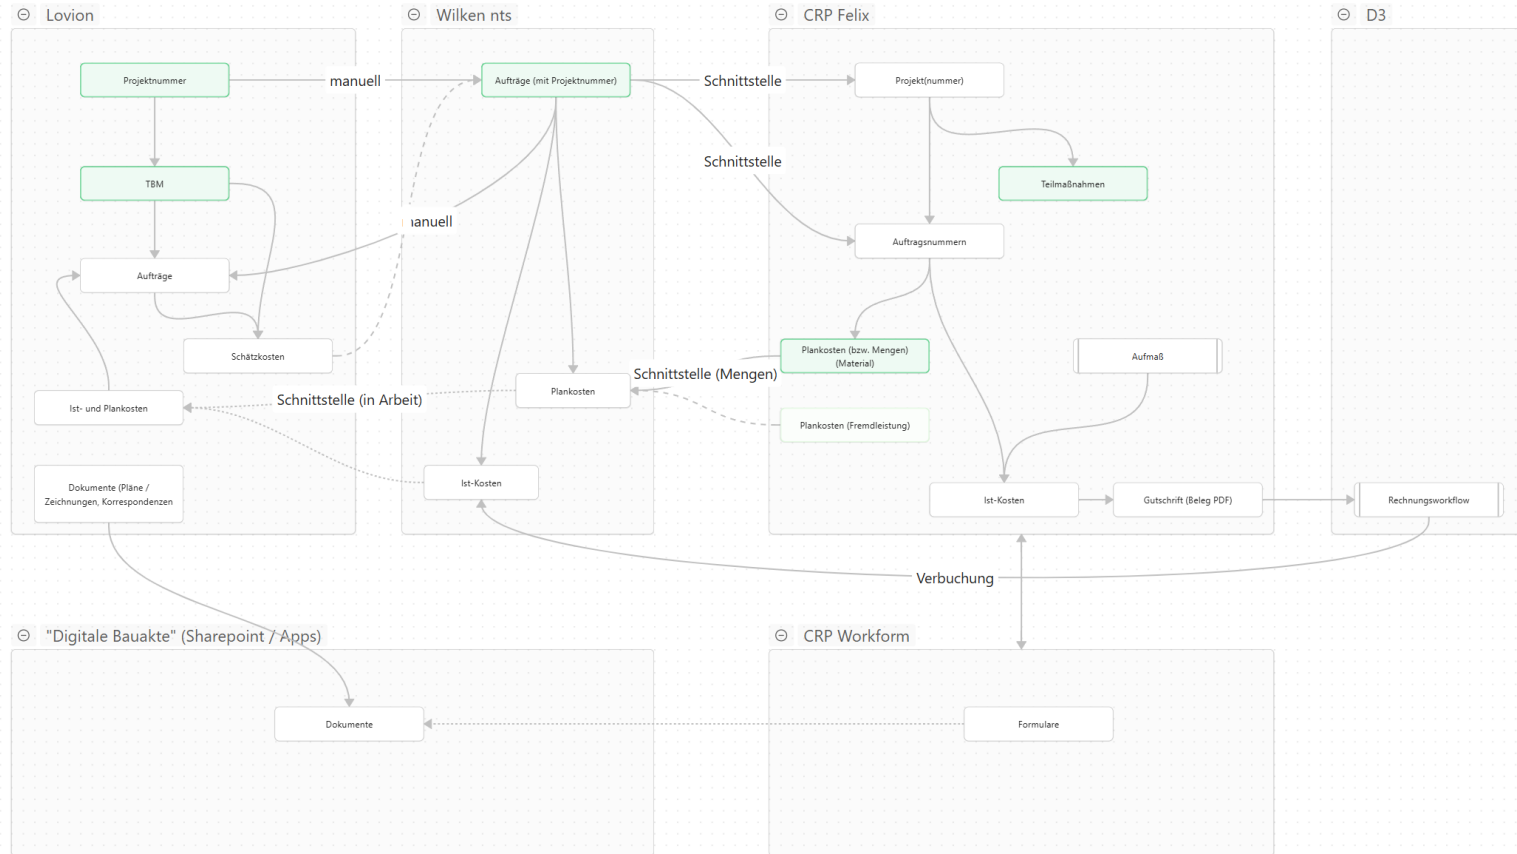 Lovion
Wilken nts
CRP Felix
D3
Projektnummer
manuell
Aufträge (mit Projektnummer)
Schnittstelle
Projekt(nummer)
Schnittstelle
TBM
Teilmaßnahmen
anuell
Auftragsnummern
Aufträge
Schätzkosten
Plankosten (bzw. Mengen)
(Material)
Aufmaß
Schnittstelle (Mengen)
Plankosten
Schnittstelle (in Arbeit)
Ist- und Plankosten
Plankosten (Fremdleistung)
Dokumente (Pläne /
Zeichnungen, Korrespondenzen
Ist-Kosten
Ist-Kosten
Gutschrift (Beleg PDF)
Rechnungsworkflow
Verbuchung
"Digitale Bauakte" (Sharepoint / Apps)
CRP Workform
Dokumente
Formulare